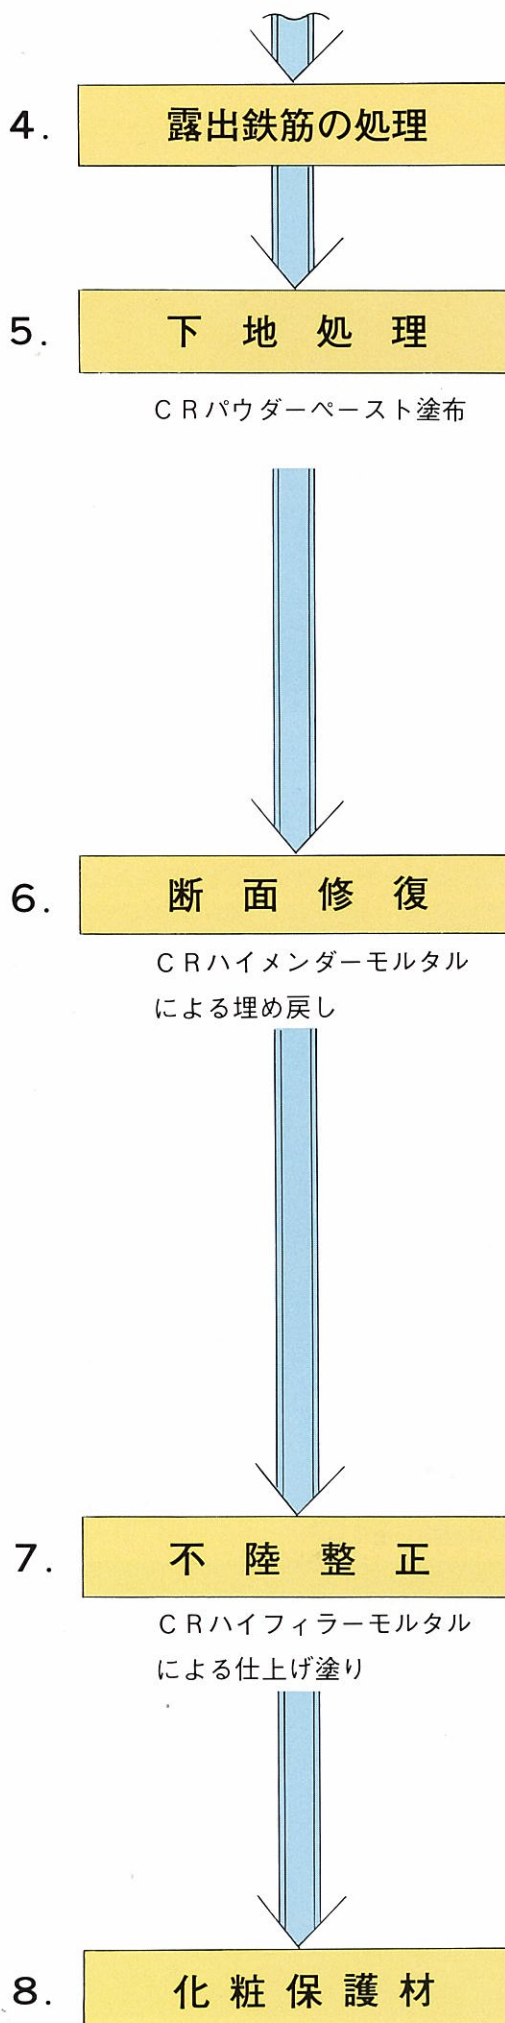 4. 露出鉄筋の処理
5. 下地処理
CRパウダーペースト塗布
6. 断面修復
CRハイメンダーモルタル
による埋め戻し
7. 不陸整正
CRハイフィラーモルタル
による仕上げ塗り
8. 化粧保護材